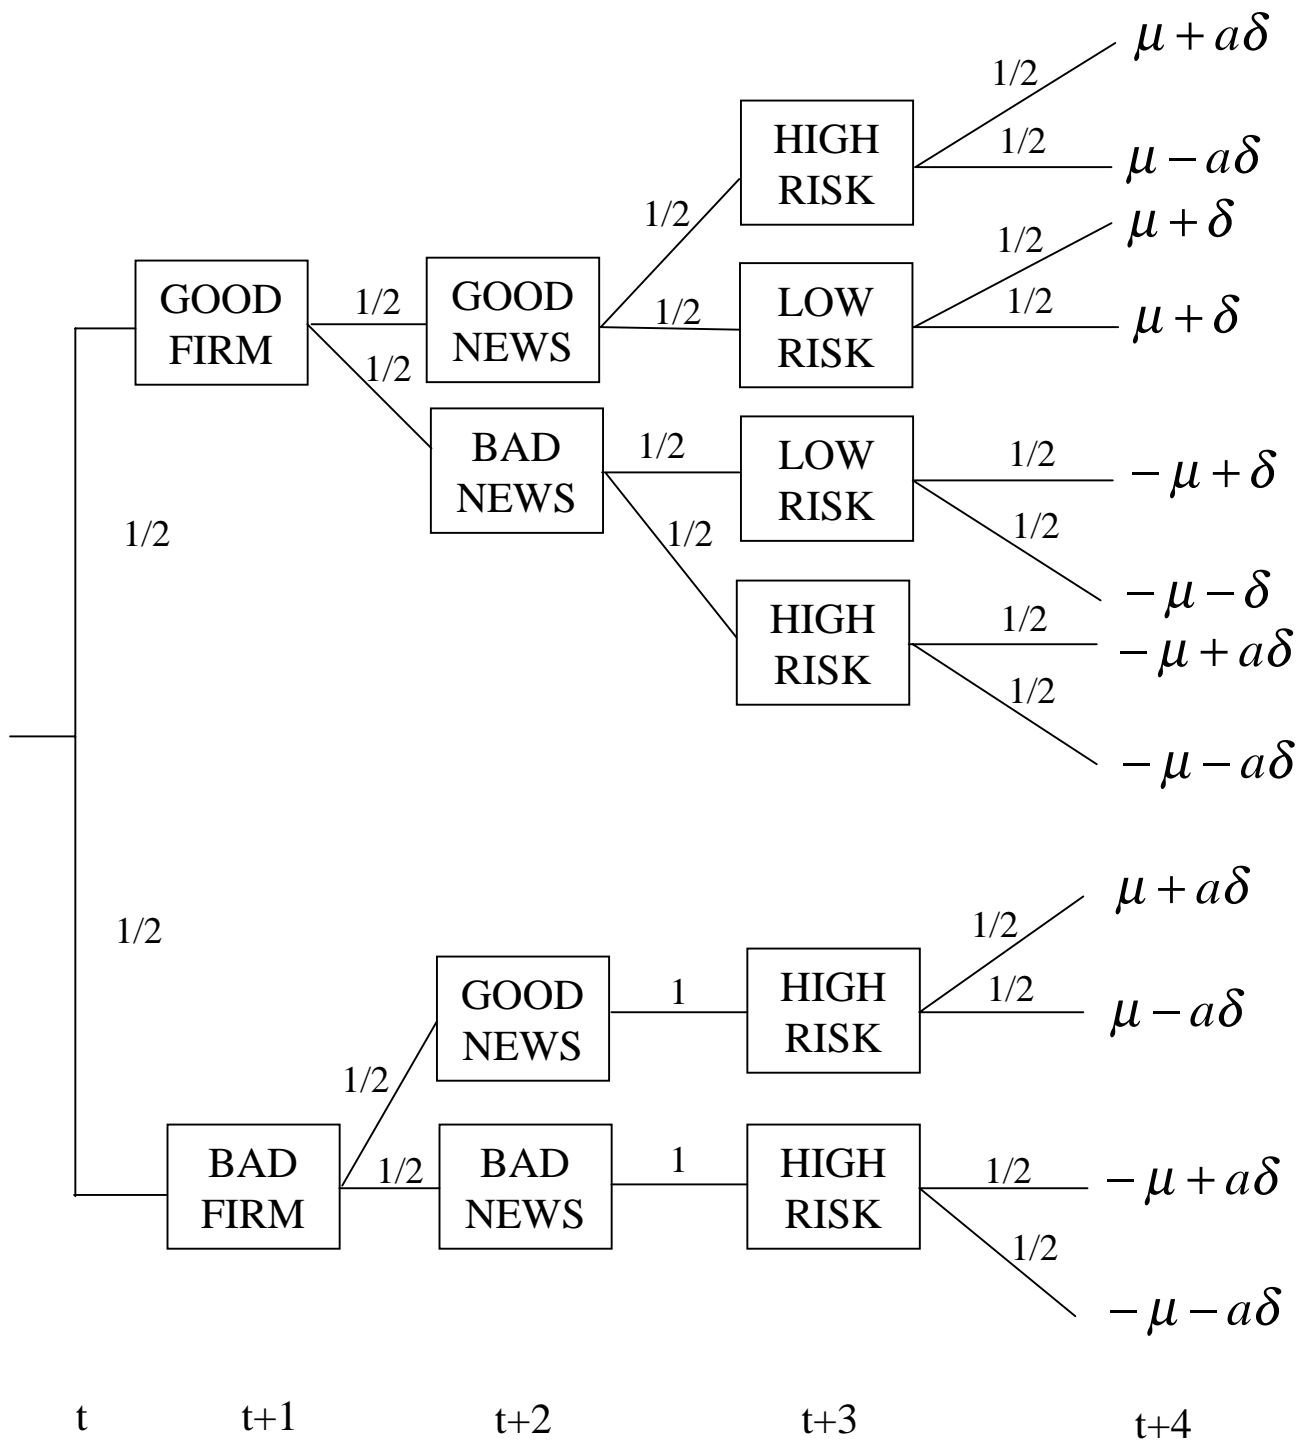 μ + aδ
1/2
HIGH
RISK
1/2
μ − aδ
1/2
1/2
μ + δ
GOOD
FIRM
1/2
GOOD
NEWS
1/2
LOW
RISK
1/2
μ + δ
1/2
BAD
NEWS
1/2
LOW
RISK
1/2
− μ + δ
1/2
1/2
1/2
− μ − δ
HIGH
RISK
1/2
− μ + aδ
1/2
− μ − aδ
1/2
μ + aδ
1/2
GOOD
NEWS
1
HIGH
RISK
1/2
μ − aδ
1/2
BAD
FIRM
1/2
BAD
NEWS
1
HIGH
RISK
1/2
− μ + aδ
1/2
− μ − aδ
t
t+1
t+2
t+3
t+4